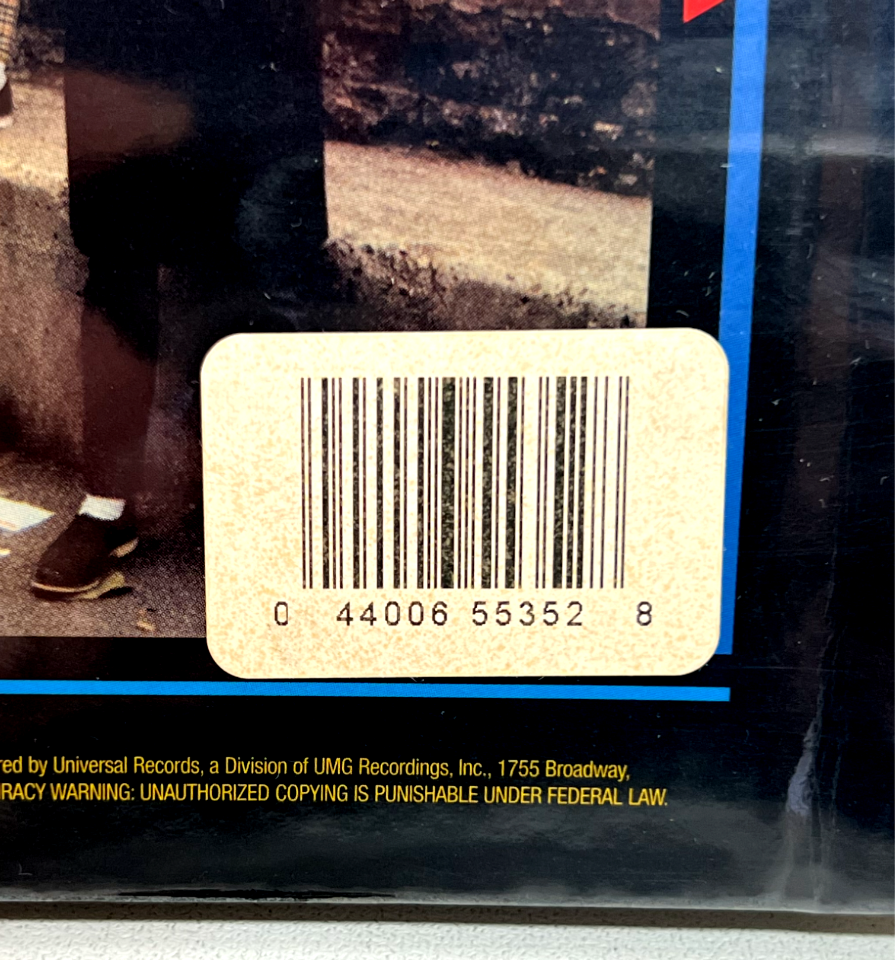 0 44006 55352 8
red by Universal Records, a Division of UMG Recordings, Inc., 1755 Broadway,
IRACY WARNING: UNAUTHORIZED COPYING IS PUNISHABLE UNDER FEDERAL LAW.